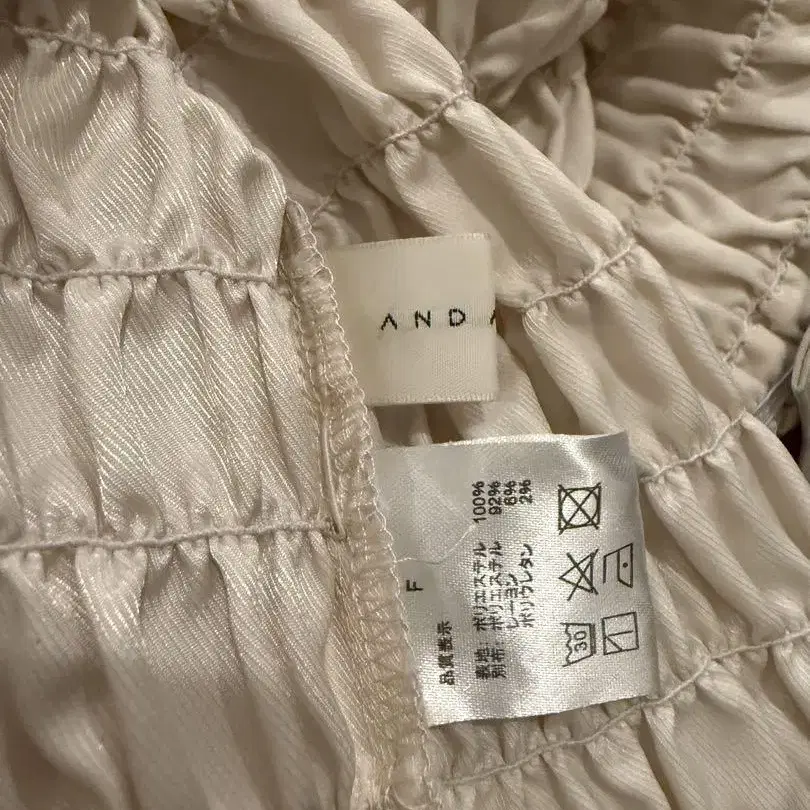 AND
F
品質表示
表地: ポリエステル 100%
別布: ポリエステル 92%
レーヨン 6%
ポリウレタン 2%
30